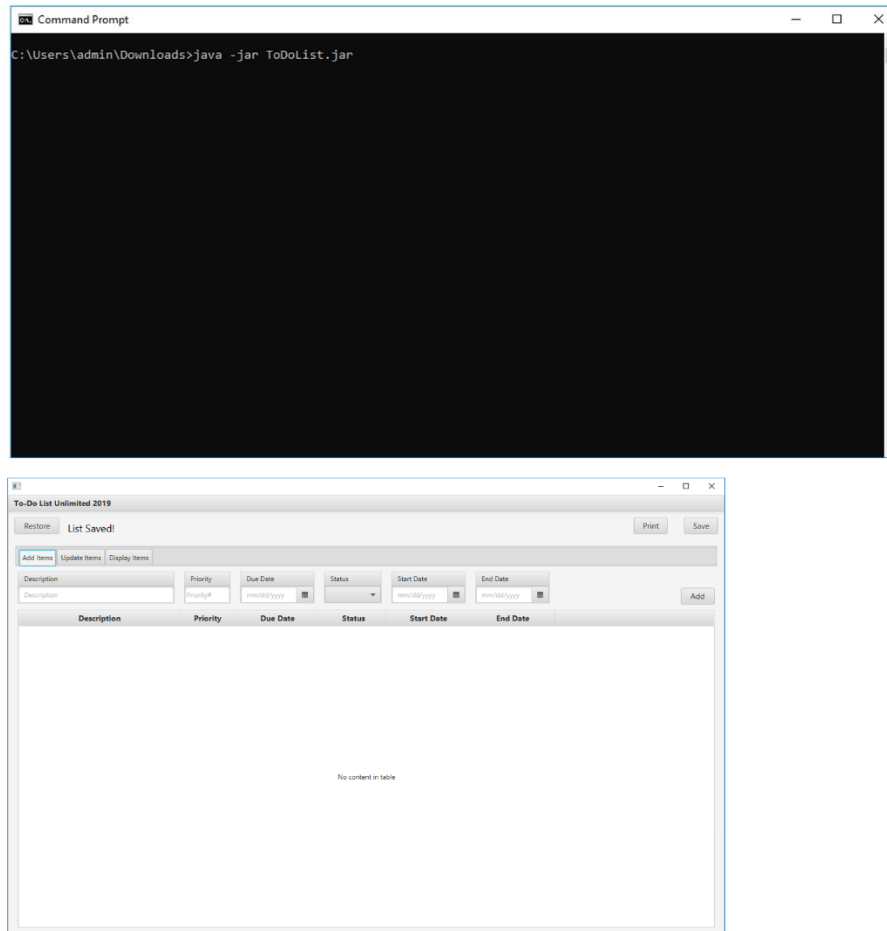 Command Prompt
C:\Users\admin\Downloads>java -jar ToDoList.jar
To-Do List Unlimited 2019
Restore List Saved! Print Save
Add Items Update Items Display Items
Description Priority Due Date Status Start Date End Date
Description Priority# mm/dd/yyyy mm/dd/yyyy mm/dd/yyyy Add
Description Priority Due Date Status Start Date End Date
No content in table